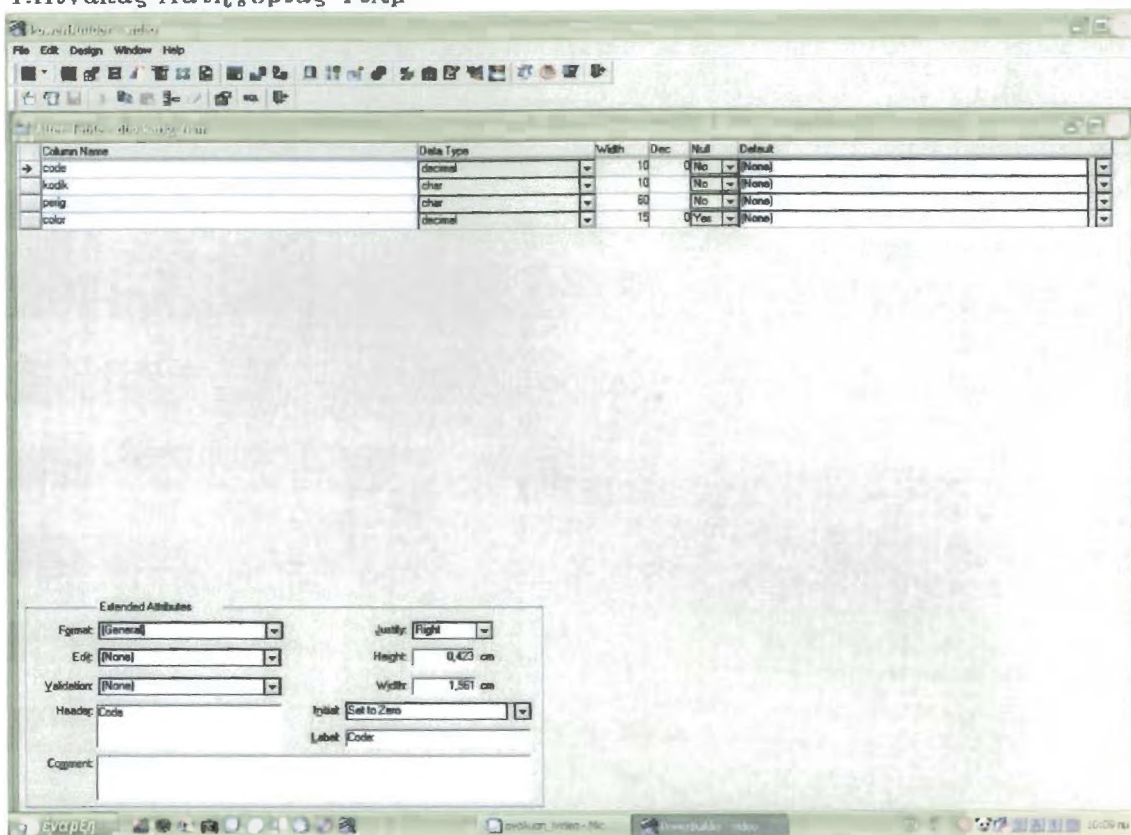 File Edit Design Window Help
Column Name Data Type Width Dec Null Default
code decimal 10 0 No (None)
kodik char 10 No (None)
perig char 60 No (None)
color decimal 15 0 Yes (None)
Extended Attributes
Format: (General) Justify: Right
Edit: (None) Height: 0,423 cm
Validation: (None) Width: 1,561 cm
Header: Code Initial: Set to Zero
Label: Code:
Comment:
έναρξη